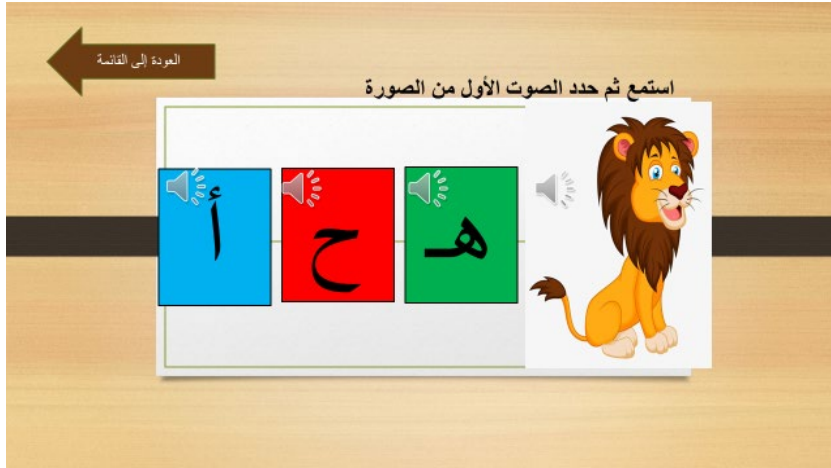 العودة إلى القائمة
استمع ثم حدد الصوت الأول من الصورة
هـ ح أ